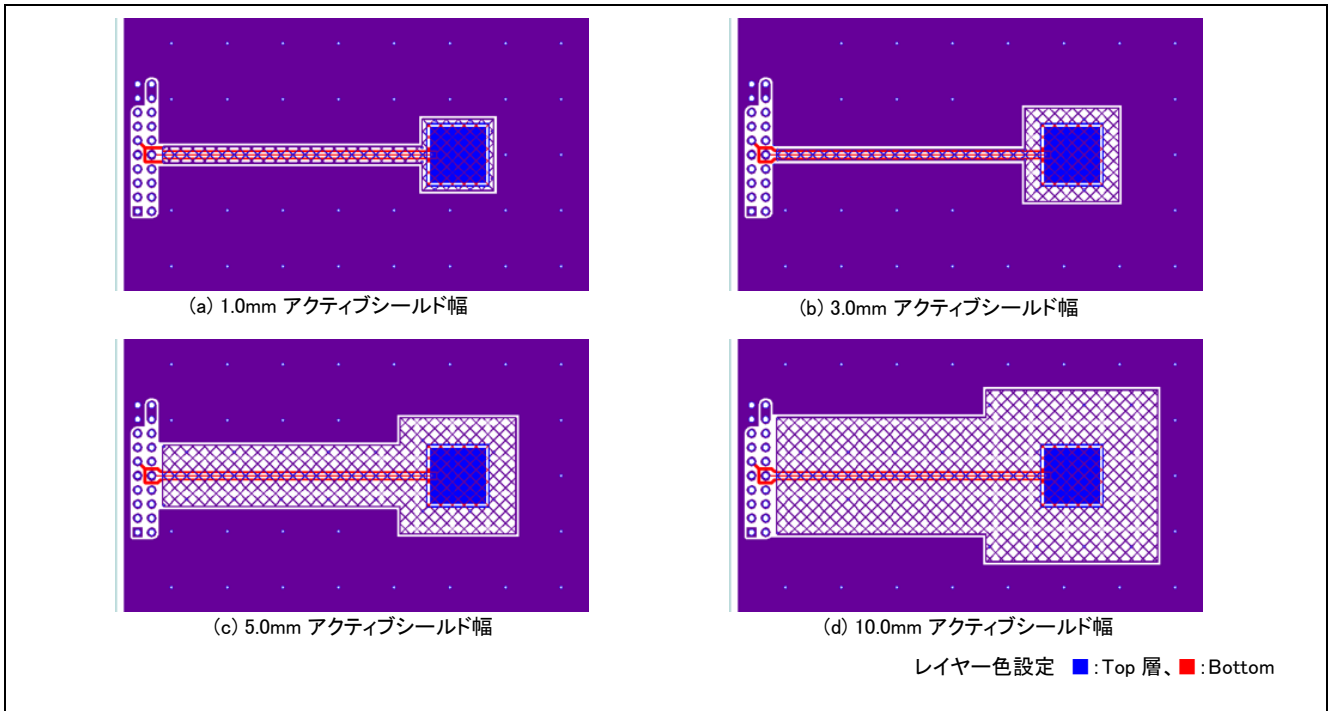 (a) 1.0mm アクティブシールド幅
(b) 3.0mm アクティブシールド幅
(c) 5.0mm アクティブシールド幅
(d) 10.0mm アクティブシールド幅
レイヤー色設定 ■:Top 層、■:Bottom